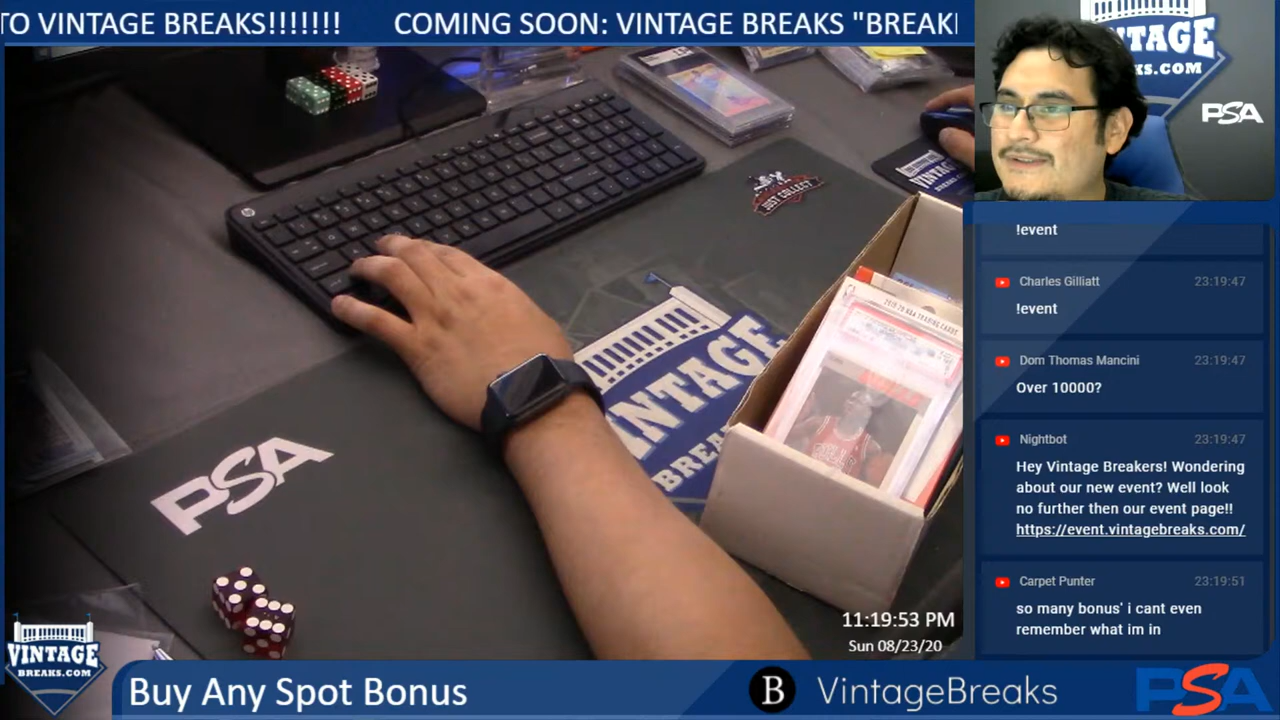 TO VINTAGE BREAKS!!!!!!! COMING SOON: VINTAGE BREAKS "BREAKI
VINTAGE
BREAKS.COM
PSA
JUST COLLECT
VINTAGE
VINTAGE
BREA
PSA
!event
Charles Gilliatt 23:19:47
!event
Dom Thomas Mancini 23:19:47
Over 10000?
Nightbot 23:19:47
Hey Vintage Breakers! Wondering
about our new event? Well look
no further then our event page!!
https://event.vintagebreaks.com/
Carpet Punter 23:19:51
so many bonus' i cant even
remember what im in
11:19:53 PM
Sun 08/23/20
VINTAGE
BREAKS.COM
Buy Any Spot Bonus
B VintageBreaks
PSA